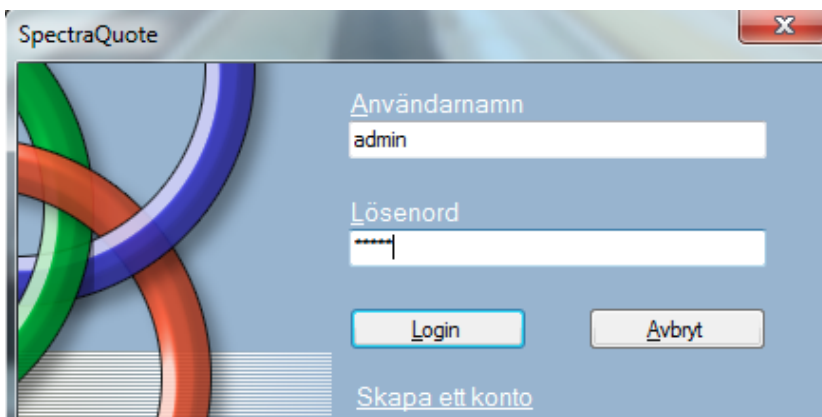 SpectraQuote
Användarnamn
admin
Lösenord
*****
Login Avbryt
Skapa ett konto